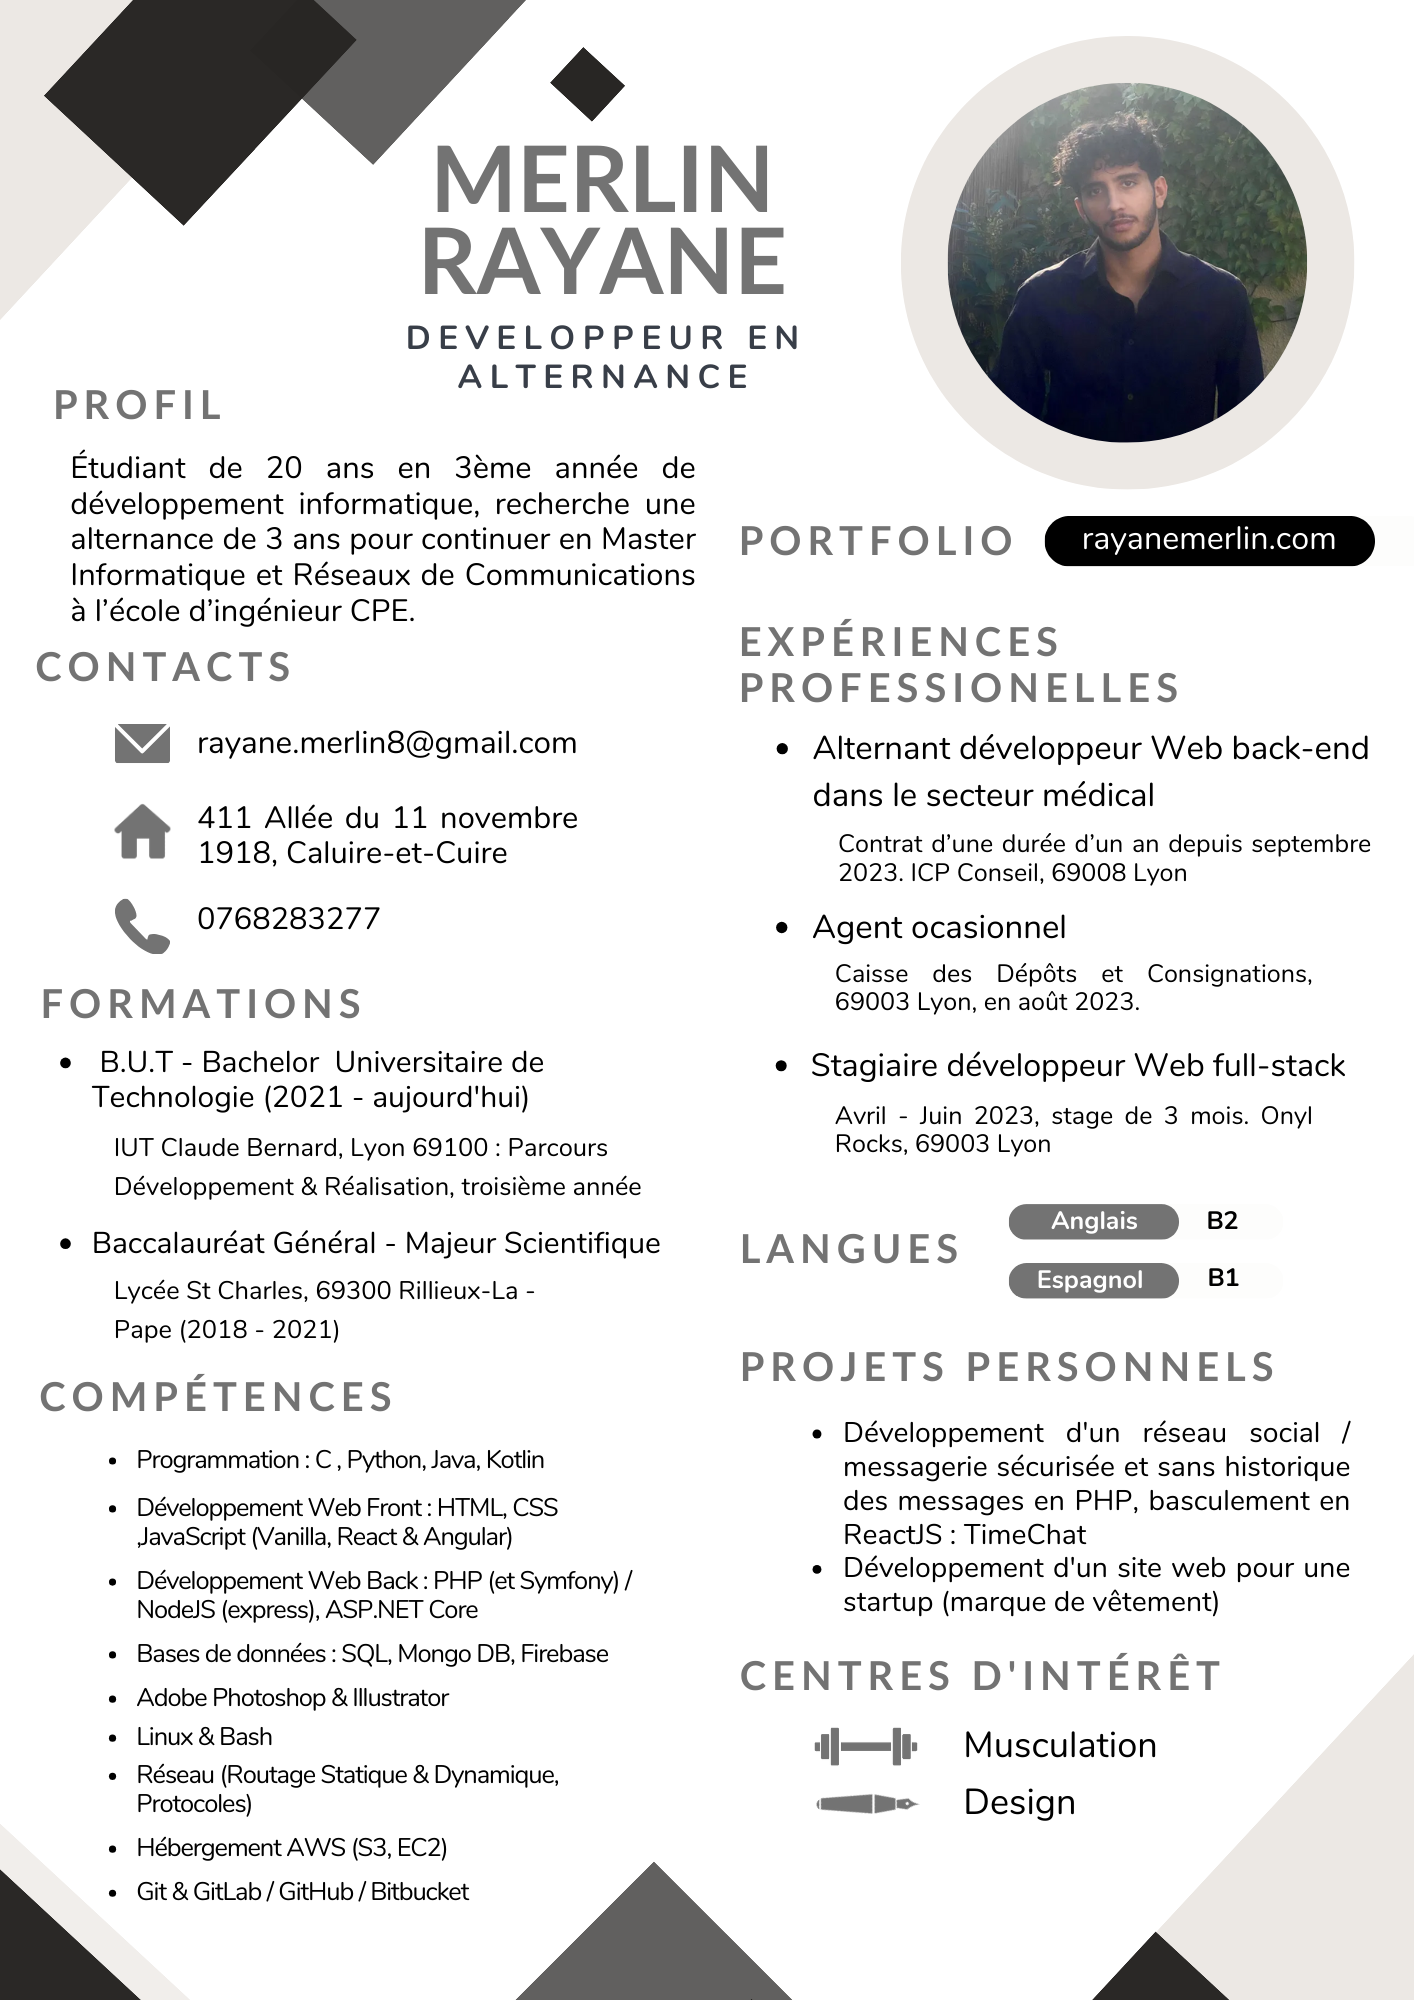 MERLIN
RAYANE
DEVELOPPEUR EN
ALTERNANCE
PROFIL
Étudiant de 20 ans en 3ème année de
développement informatique, recherche une
alternance de 3 ans pour continuer en Master
Informatique et Réseaux de Communications
à l’école d’ingénieur CPE.
CONTACTS
rayane.merlin8@gmail.com
411 Allée du 11 novembre
1918, Caluire-et-Cuire
0768283277
FORMATIONS
• B.U.T - Bachelor Universitaire de
Technologie (2021 - aujourd'hui)
IUT Claude Bernard, Lyon 69100 : Parcours
Développement & Réalisation, troisième année
• Baccalauréat Général - Majeur Scientifique
Lycée St Charles, 69300 Rillieux-La -
Pape (2018 - 2021)
COMPÉTENCES
• Programmation : C , Python, Java, Kotlin
• Développement Web Front : HTML, CSS
,JavaScript (Vanilla, React & Angular)
• Développement Web Back : PHP (et Symfony) /
NodeJS (express), ASP.NET Core
• Bases de données : SQL, Mongo DB, Firebase
• Adobe Photoshop & Illustrator
• Linux & Bash
• Réseau (Routage Statique & Dynamique,
Protocoles)
• Hébergement AWS (S3, EC2)
• Git & GitLab / GitHub / Bitbucket
PORTFOLIO rayanemerlin.com
EXPÉRIENCES
PROFESSIONELLES
• Alternant développeur Web back-end
dans le secteur médical
Contrat d’une durée d’un an depuis septembre
2023. ICP Conseil, 69008 Lyon
• Agent ocasionnel
Caisse des Dépôts et Consignations,
69003 Lyon, en août 2023.
• Stagiaire développeur Web full-stack
Avril - Juin 2023, stage de 3 mois. Onyl
Rocks, 69003 Lyon
LANGUES
Anglais B2
Espagnol B1
PROJETS PERSONNELS
• Développement d'un réseau social /
messagerie sécurisée et sans historique
des messages en PHP, basculement en
ReactJS : TimeChat
• Développement d'un site web pour une
startup (marque de vêtement)
CENTRES D'INTÉRÊT
Musculation
Design